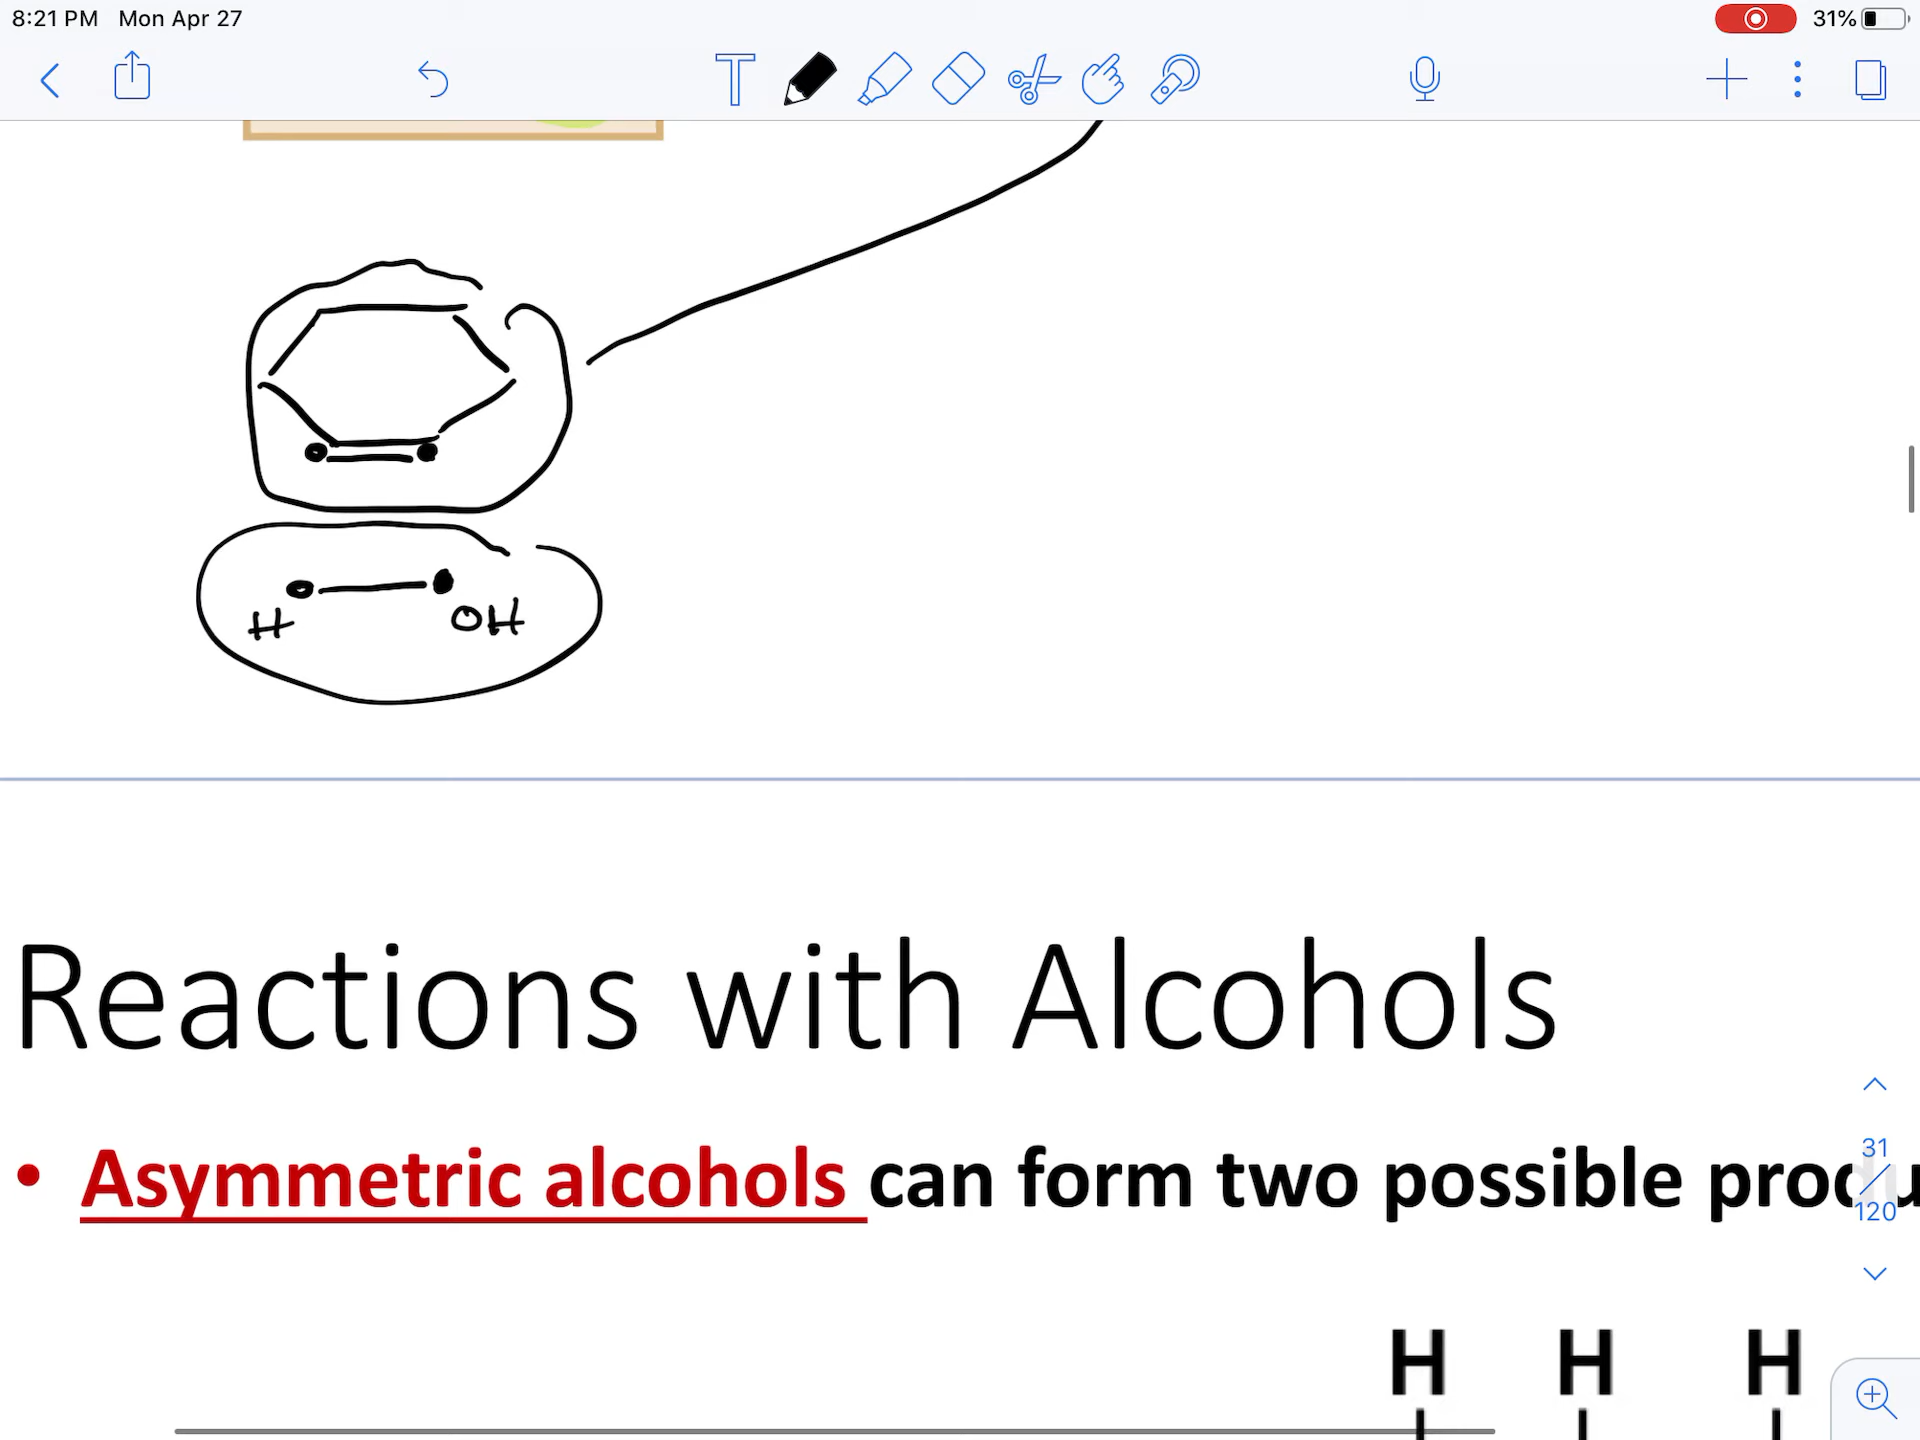 8:21 PM Mon Apr 27 31%
T
H OH
Reactions with Alcohols
• Asymmetric alcohols can form two possible produ
31
120
H H H